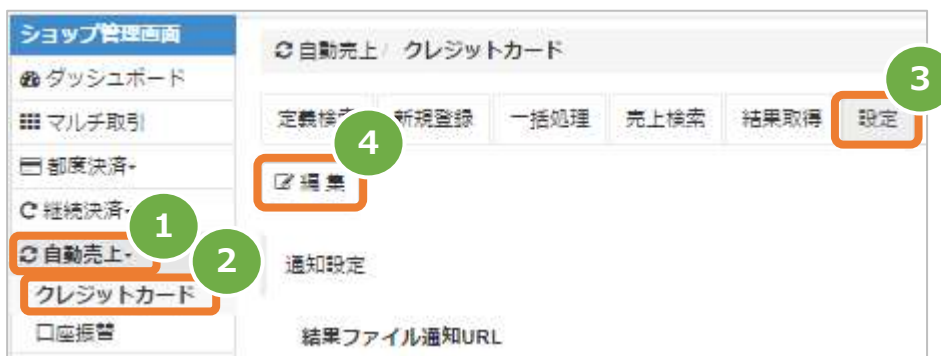 ショップ管理画面
ダッシュボード
マルチ取引
都度決済
継続決済
自動売上
クレジットカード
口座振替
1
2
自動売上/ クレジットカード
3
定義検索 新規登録 一括処理 売上検索 結果取得 設定
4
編集
通知設定
結果ファイル通知URL